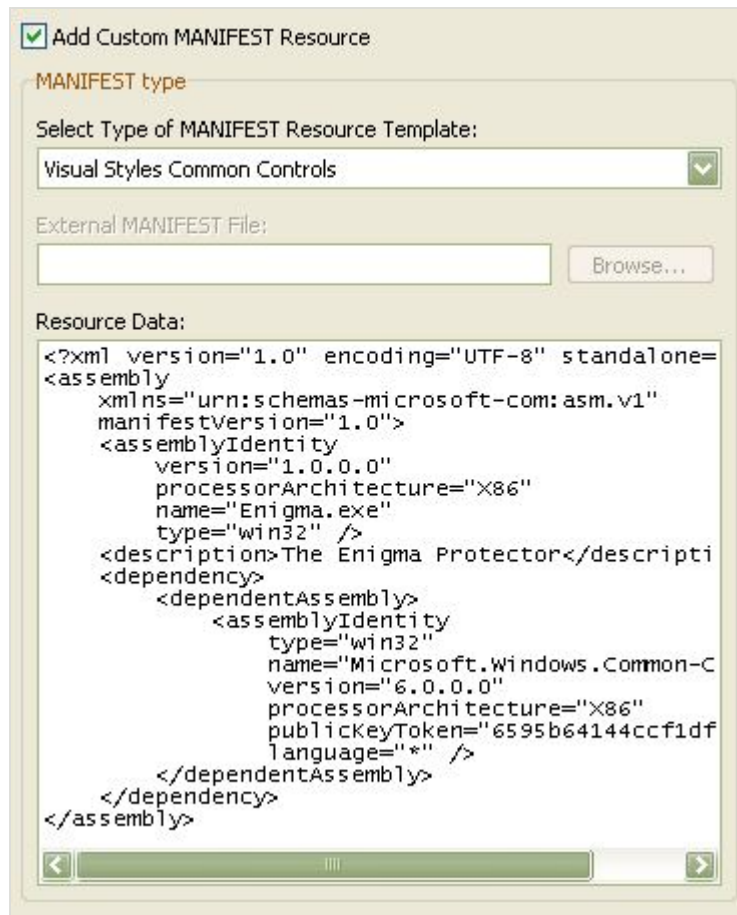 Add Custom MANIFEST Resource
MANIFEST type
Select Type of MANIFEST Resource Template:
Visual Styles Common Controls
External MANIFEST File:
Browse...
Resource Data:
<?xml version="1.0" encoding="UTF-8" standalone=
<assembly
xmlns="urn:schemas-microsoft-com:asm.v1"
manifestVersion="1.0">
<assemblyIdentity
version="1.0.0.0"
processorArchitecture="X86"
name="Enigma.exe"
type="win32" />
<description>The Enigma Protector</descripti
<dependency>
<dependentAssembly>
<assemblyIdentity
type="win32"
name="Microsoft.Windows.Common-C
version="6.0.0.0"
processorArchitecture="X86"
publicKeyToken="6595b64144ccf1df
language="*" />
</dependentAssembly>
</dependency>
</assembly>